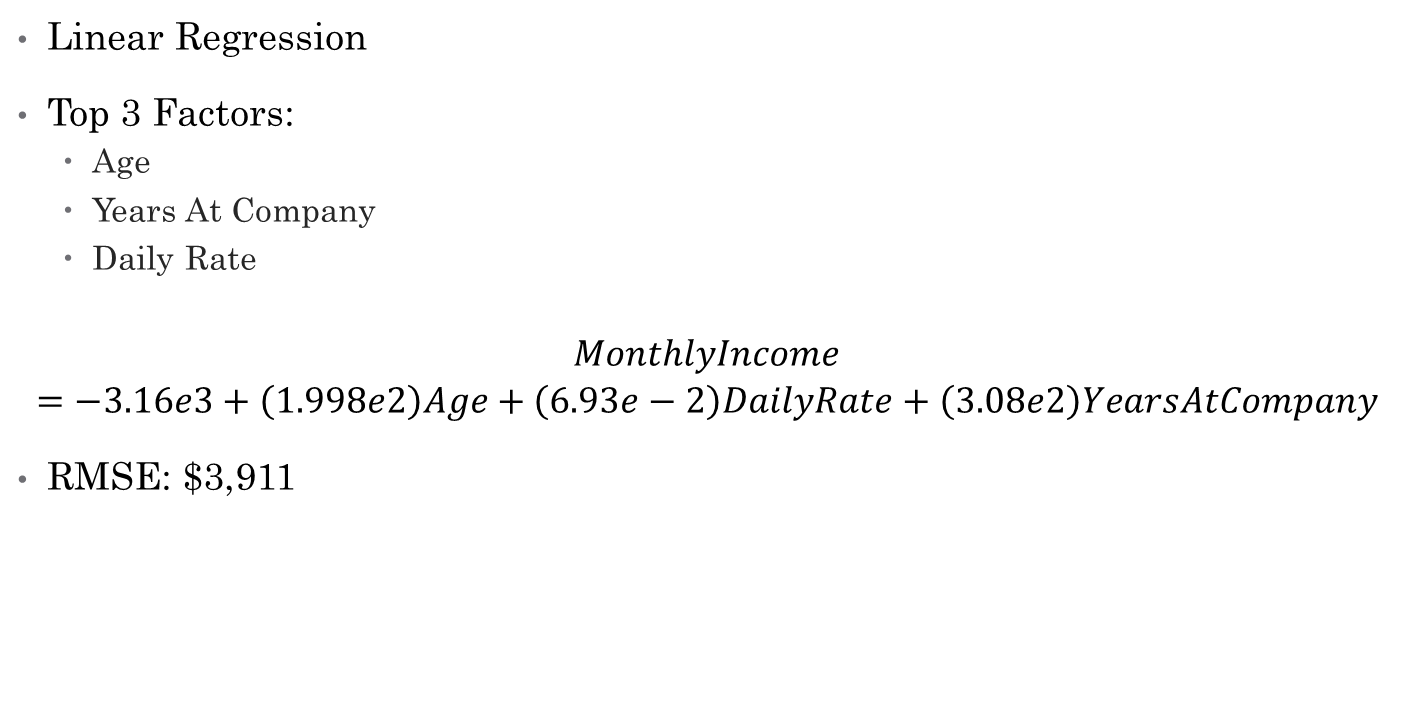 • Linear Regression
• Top 3 Factors:
• Age
• Years At Company
• Daily Rate
MonthlyIncome
= −3.16e3 + (1.998e2)Age + (6.93e − 2)DailyRate + (3.08e2)YearsAtCompany
• RMSE: $3,911